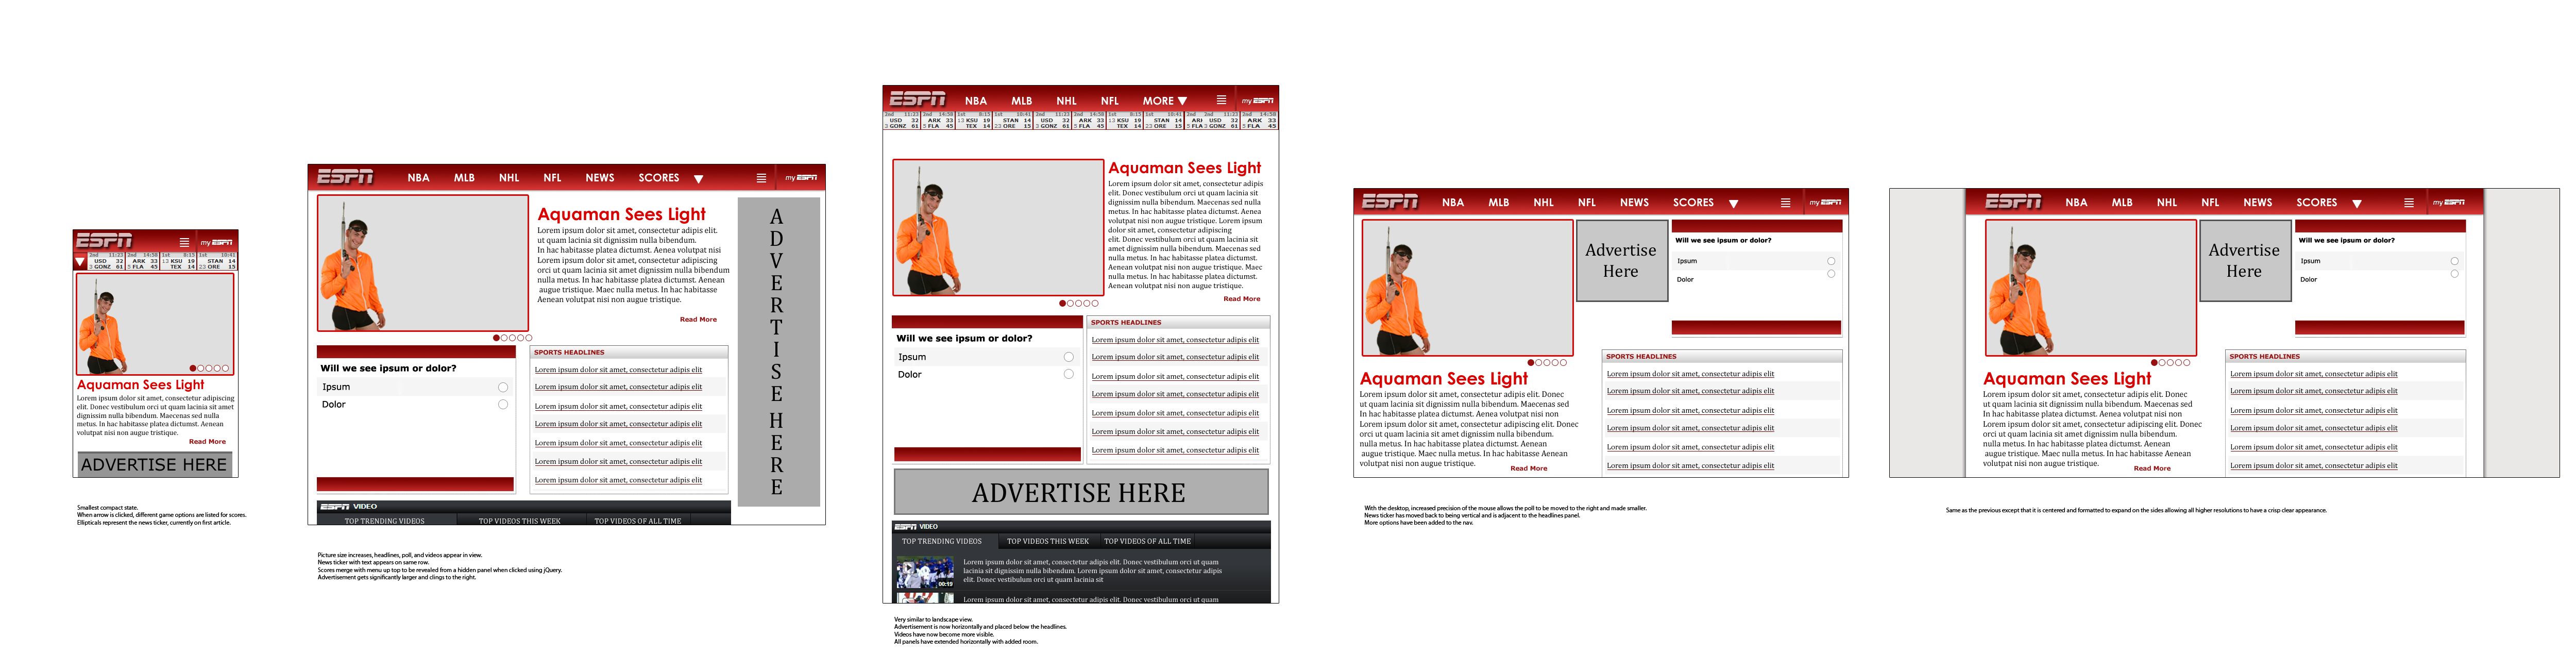 ESPN
my ESPN
2nd 11:23 2nd 14:58 1st 8:15 1st 10:41
USD 32 ARK 33 13 KSU 19 STAN 14
3 GONZ 61 5 FLA 45 TEX 14 23 ORE 15
Aquaman Sees Light
Lorem ipsum dolor sit amet, consectetur adipiscing
elit. Donec vestibulum orci ut quam lacinia sit amet
dignissim nulla bibendum. Maecenas sed nulla
metus. In hac habitasse platea dictumst. Aenean
volutpat nisi non augue tristique.
Read More
ADVERTISE HERE
Smallest compact state.
When arrow is clicked, different game options are listed for scores.
Ellipticals represent the news ticker, currently on first article.
ESPN NBA MLB NHL NFL NEWS SCORES my ESPN
Aquaman Sees Light
Lorem ipsum dolor sit amet, consectetur adipis elit.
ut quam lacinia sit dignissim nulla bibendum.
In hac habitasse platea dictumst. Aenea volutpat nisi
Lorem ipsum dolor sit amet, consectetur adipiscing
orci ut quam lacinia sit amet dignissim nulla bibendum
nulla metus. In hac habitasse platea dictumst. Aenean
augue tristique. Maec nulla metus. In hac habitasse
Aenean volutpat nisi non augue tristique.
Read More
ADVERTISE HERE
Will we see ipsum or dolor?
Ipsum
Dolor
SPORTS HEADLINES
Lorem ipsum dolor sit amet, consectetur adipis elit
Lorem ipsum dolor sit amet, consectetur adipis elit
Lorem ipsum dolor sit amet, consectetur adipis elit
Lorem ipsum dolor sit amet, consectetur adipis elit
Lorem ipsum dolor sit amet, consectetur adipis elit
Lorem ipsum dolor sit amet, consectetur adipis elit
Lorem ipsum dolor sit amet, consectetur adipis elit
ESPN VIDEO
TOP TRENDING VIDEOS TOP VIDEOS THIS WEEK TOP VIDEOS OF ALL TIME
Picture size increases, headlines, poll, and videos appear in view.
News ticker with text appears on same row.
Scores merge with menu up top to be revealed from a hidden panel when clicked using jQuery.
Advertisement gets significantly larger and clings to the right.
ESPN NBA MLB NHL NFL MORE my ESPN
2nd 11:23 2nd 14:58 1st 8:15 1st 10:41 2nd 11:23 2nd 14:58 1st 8:15 1st 10:41 2nd 2nd 11:23 2nd 14:58
USD 32 ARK 33 13 KSU 19 STAN 14 USD 32 ARK 33 13 KSU 19 STAN 14 ARI USD 32 ARK 33
3 GONZ 61 5 FLA 45 TEX 14 23 ORE 15 3 GONZ 61 5 FLA 45 TEX 14 23 ORE 15 5 FLA 3 GONZ 61 5 FLA 45
Aquaman Sees Light
Lorem ipsum dolor sit amet, consectetur adipis
elit. Donec vestibulum orci ut quam lacinia sit
dignissim nulla bibendum. Maecenas sed nulla
metus. In hac habitasse platea dictumst. Aenea
volutpat nisi non augue tristique. Lorem ipsum
dolor sit amet, consectetur adipiscing
elit. Donec vestibulum orci ut quam lacinia sit
amet dignissim nulla bibendum. Maecenas sed
nulla metus. In hac habitasse platea dictumst.
Aenean volutpat nisi non augue tristique. Maec
nulla metus. In hac habitasse platea dictumst.
Aenean volutpat nisi non augue tristique.
Read More
Will we see ipsum or dolor?
Ipsum
Dolor
SPORTS HEADLINES
Lorem ipsum dolor sit amet, consectetur adipis elit
Lorem ipsum dolor sit amet, consectetur adipis elit
Lorem ipsum dolor sit amet, consectetur adipis elit
Lorem ipsum dolor sit amet, consectetur adipis elit
Lorem ipsum dolor sit amet, consectetur adipis elit
Lorem ipsum dolor sit amet, consectetur adipis elit
Lorem ipsum dolor sit amet, consectetur adipis elit
ADVERTISE HERE
ESPN VIDEO
TOP TRENDING VIDEOS TOP VIDEOS THIS WEEK TOP VIDEOS OF ALL TIME
00:19
Lorem ipsum dolor sit amet, consectetur adipis elit. Donec vestibulum orci ut quam
lacinia sit dignissim nulla bibendum. Lorem ipsum dolor sit amet, consectetur adipis
elit. Donec vestibulum orci ut quam lacinia sit
Lorem ipsum dolor sit amet, consectetur adipis elit. Donec vestibulum orci ut quam
Very similar to landscape view.
Advertisement is now horizontally and placed below the headlines.
Videos have now become more visible.
All panels have extended horizontally with added room.
ESPN NBA MLB NHL NFL NEWS SCORES my ESPN
Advertise
Here
Will we see ipsum or dolor?
Ipsum
Dolor
Aquaman Sees Light
Lorem ipsum dolor sit amet, consectetur adipis elit. Donec
ut quam lacinia sit dignissim nulla bibendum. Maecenas sed
In hac habitasse platea dictumst. Aenea volutpat nisi non
Lorem ipsum dolor sit amet, consectetur adipiscing elit. Donec
orci ut quam lacinia sit amet dignissim nulla bibendum.
nulla metus. In hac habitasse platea dictumst. Aenean
augue tristique. Maec nulla metus. In hac habitasse Aenean
volutpat nisi non augue tristique.
Read More
SPORTS HEADLINES
Lorem ipsum dolor sit amet, consectetur adipis elit
Lorem ipsum dolor sit amet, consectetur adipis elit
Lorem ipsum dolor sit amet, consectetur adipis elit
Lorem ipsum dolor sit amet, consectetur adipis elit
Lorem ipsum dolor sit amet, consectetur adipis elit
Lorem ipsum dolor sit amet, consectetur adipis elit
With the desktop, increased precision of the mouse allows the poll to be moved to the right and made smaller.
News ticker has moved back to being vertical and is adjacent to the headlines panel.
More options have been added to the nav.
ESPN NBA MLB NHL NFL NEWS SCORES my ESPN
Advertise
Here
Will we see ipsum or dolor?
Ipsum
Dolor
Aquaman Sees Light
Lorem ipsum dolor sit amet, consectetur adipis elit. Donec
ut quam lacinia sit dignissim nulla bibendum. Maecenas sed
In hac habitasse platea dictumst. Aenea volutpat nisi non
Lorem ipsum dolor sit amet, consectetur adipiscing elit. Donec
orci ut quam lacinia sit amet dignissim nulla bibendum.
nulla metus. In hac habitasse platea dictumst. Aenean
augue tristique. Maec nulla metus. In hac habitasse Aenean
volutpat nisi non augue tristique.
Read More
SPORTS HEADLINES
Lorem ipsum dolor sit amet, consectetur adipis elit
Lorem ipsum dolor sit amet, consectetur adipis elit
Lorem ipsum dolor sit amet, consectetur adipis elit
Lorem ipsum dolor sit amet, consectetur adipis elit
Lorem ipsum dolor sit amet, consectetur adipis elit
Lorem ipsum dolor sit amet, consectetur adipis elit
Same as the previous except that it is centered and formatted to expand on the sides allowing all higher resolutions to have a crisp clear appearance.